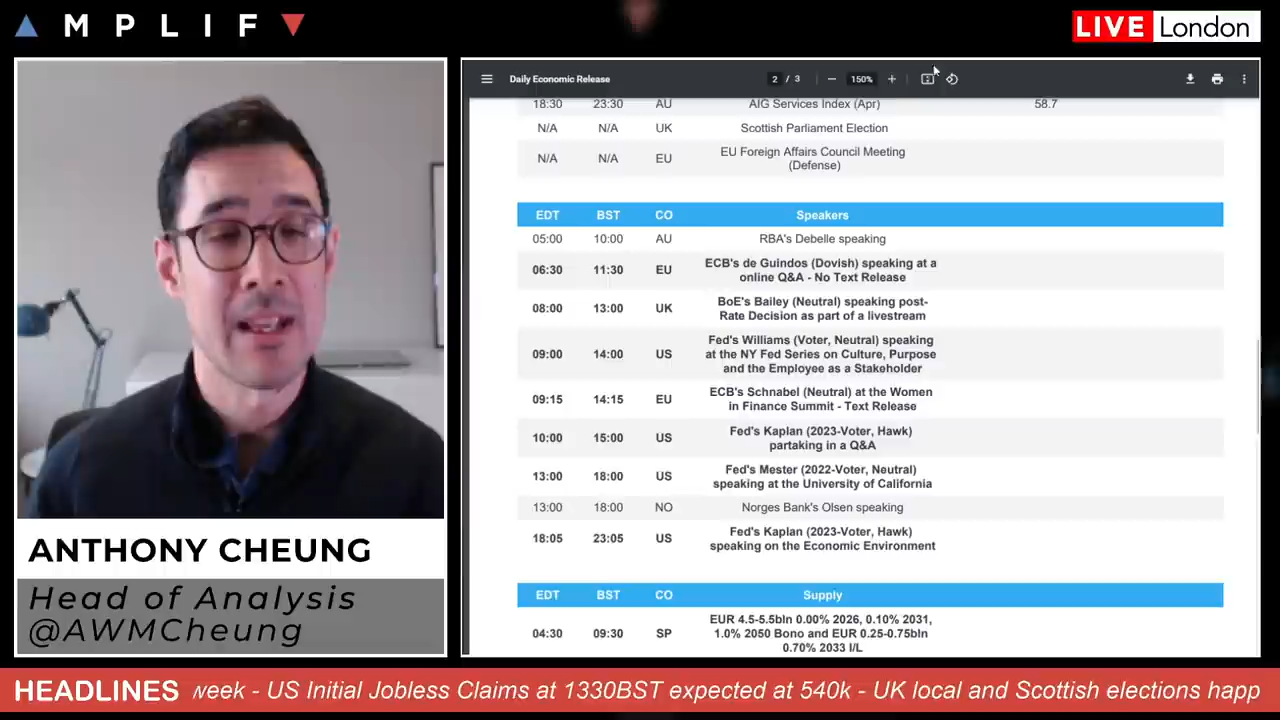 MPLIF
LIVE London
Daily Economic Release
2 / 3
150%
18:30 23:30 AU AIG Services Index (Apr) 58.7
N/A N/A UK Scottish Parliament Election
N/A N/A EU EU Foreign Affairs Council Meeting
(Defense)
EDT BST CO Speakers
05:00 10:00 AU RBA's Debelle speaking
06:30 11:30 EU ECB's de Guindos (Dovish) speaking at a
online Q&A - No Text Release
08:00 13:00 UK BoE's Bailey (Neutral) speaking post-
Rate Decision as part of a livestream
09:00 14:00 US Fed's Williams (Voter, Neutral) speaking
at the NY Fed Series on Culture, Purpose
and the Employee as a Stakeholder
09:15 14:15 EU ECB's Schnabel (Neutral) at the Women
in Finance Summit - Text Release
10:00 15:00 US Fed's Kaplan (2023-Voter, Hawk)
partaking in a Q&A
13:00 18:00 US Fed's Mester (2022-Voter, Neutral)
speaking at the University of California
13:00 18:00 NO Norges Bank's Olsen speaking
18:05 23:05 US Fed's Kaplan (2023-Voter, Hawk)
speaking on the Economic Environment
EDT BST CO Supply
04:30 09:30 SP EUR 4.5-5.5bln 0.00% 2026, 0.10% 2031,
1.0% 2050 Bono and EUR 0.25-0.75bln
0.70% 2033 I/L
ANTHONY CHEUNG
Head of Analysis
@AWMCheung
HEADLINES week - US Initial Jobless Claims at 1330BST expected at 540k - UK local and Scottish elections happ